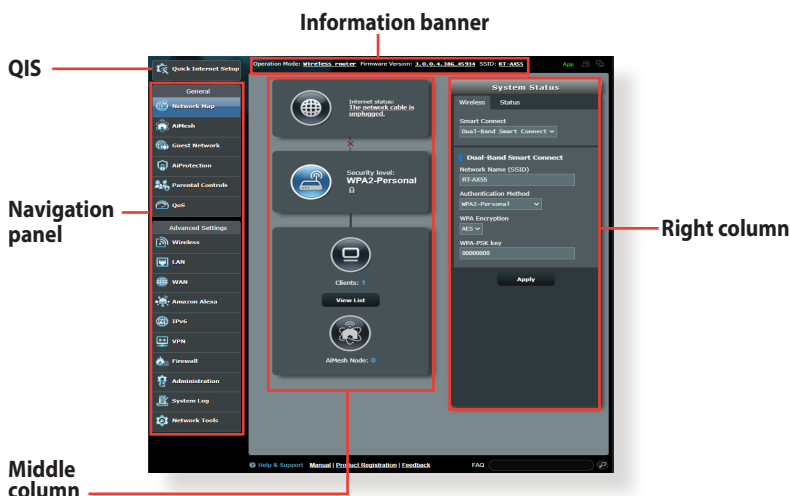 Information banner
QIS
Quick Internet Setup
Operation Mode: Wireless router Firmware Version: 3.0.0.4.386_45934 SSID: RT-AX55
App
General
Network Map
AiMesh
Guest Network
AiProtection
Parental Controls
QoS
Navigation
panel
Advanced Settings
Wireless
LAN
WAN
Amazon Alexa
IPv6
VPN
Firewall
Administration
System Log
Network Tools
Internet status:
The network cable is
unplugged.
Security level:
WPA2-Personal
Clients: 1
View List
AiMesh Node: 0
System Status
Wireless Status
Smart Connect
Dual-Band Smart Connect
Dual-Band Smart Connect
Network Name (SSID)
RT-AX55
Authentication Method
WPA2-Personal
WPA Encryption
AES
WPA-PSK key
00000000
Apply
Right column
Middle
column
Help & Support Manual | Product Registration | Feedback FAQ